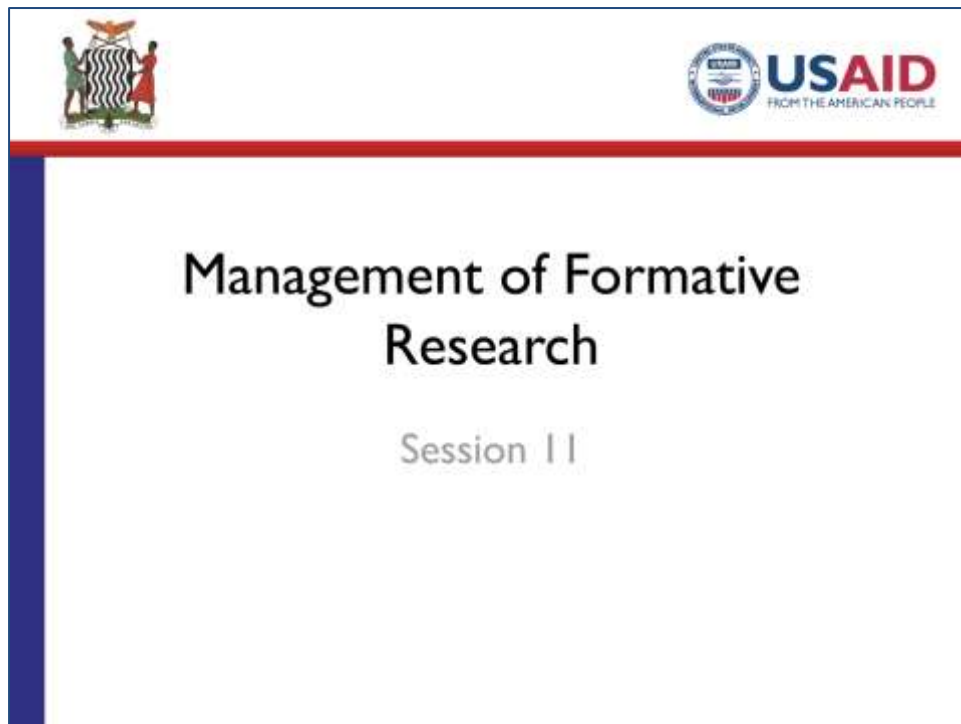 USAID
FROM THE AMERICAN PEOPLE
Management of Formative
Research
Session 11